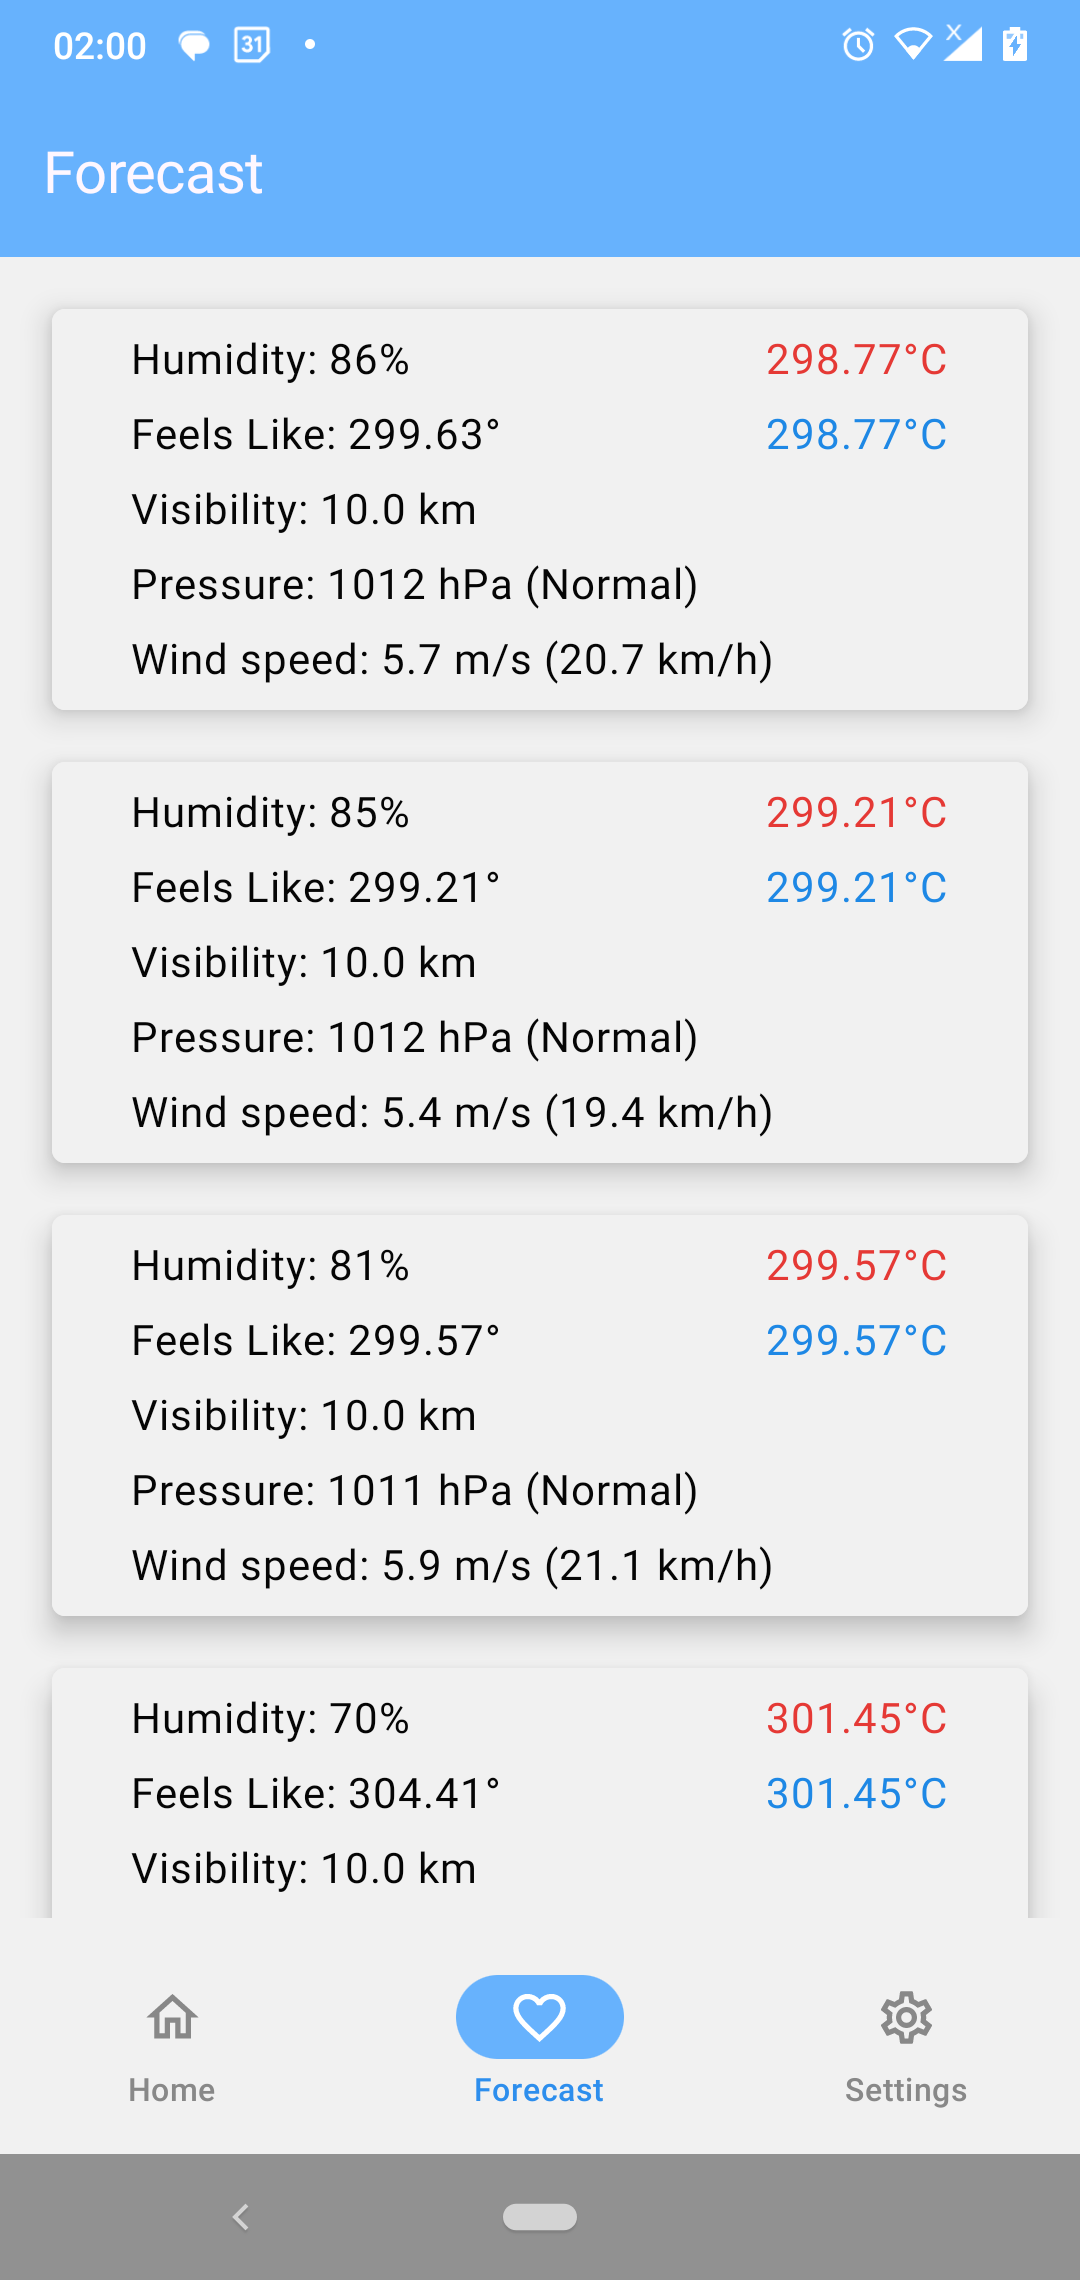 02:00
31
Forecast
Humidity: 86% 298.77°C
Feels Like: 299.63° 298.77°C
Visibility: 10.0 km
Pressure: 1012 hPa (Normal)
Wind speed: 5.7 m/s (20.7 km/h)
Humidity: 85% 299.21°C
Feels Like: 299.21° 299.21°C
Visibility: 10.0 km
Pressure: 1012 hPa (Normal)
Wind speed: 5.4 m/s (19.4 km/h)
Humidity: 81% 299.57°C
Feels Like: 299.57° 299.57°C
Visibility: 10.0 km
Pressure: 1011 hPa (Normal)
Wind speed: 5.9 m/s (21.1 km/h)
Humidity: 70% 301.45°C
Feels Like: 304.41° 301.45°C
Visibility: 10.0 km
Home Forecast Settings